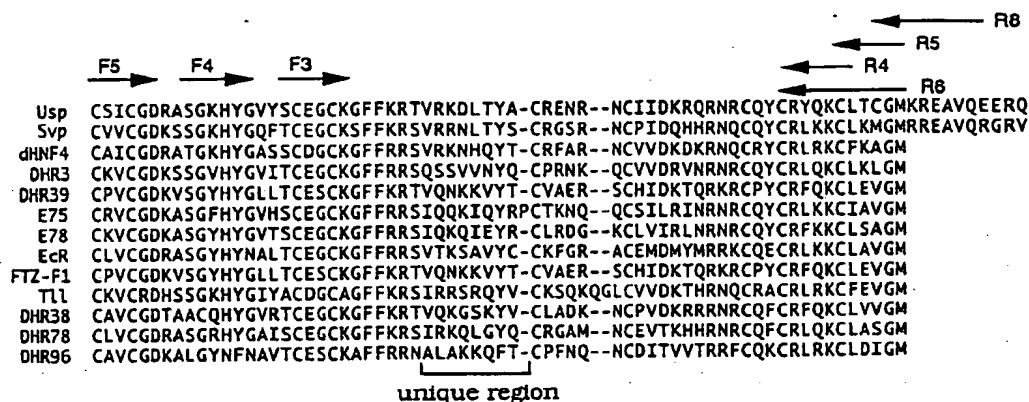 R8
R5
F5 F4 F3 R4
R6
Usp CSICGDRASGKHYGVYSCEGCKGFFKRTVRKDLTYA-CRENR--NCIIDKRQRNRCQYCRYQKCLTCGMKREAVQEERQ
Svp CVVCGDKSSGKHYGQFTCEGCKSFFKRSVRRNLTYS-CRGSR--NCPIDQHHRNQCQYCRLKKCLKMGMRREAVQRGRV
dHNF4 CAICGDRATGKHYGASSCDGCKGFFRRSVRKNHQYT-CRFAR--NCVVDKDKRNQCRYCRLRKCFKAGM
DHR3 CKVCGDKSSGVHYGVITCEGCKGFFRRSQSSVVNYQ-CPRNK--QCVVDRVNRNRCQYCRLQKCLKLGM
DHR39 CPVCGDKVSGYHYGLLTCESCKGFFKRTVQNKKVYT-CVAER--SCHIDKTQRKRCPYCRFQKCLEVGM
E75 CRVCGDKASGFHYGVHSCEGCKGFFRRSIQQKIQYRPCTKNQ--QCSILRINRNRCQYCRLKKCIAVGM
E78 CKVCGDKASGYHYGVTSCEGCKGFFRRSIQKQIEYR-CLRDG--KCLVIRLNRNRCQYCRFKKCLSAGM
EcR CLVCGDRASGYHYNALTCEGCKGFFRRSVTKSAVYC-CKFGR--ACEMDMYMRRKCQECRLKKCLAVGM
FTZ-F1 CPVCGDKVSGYHYGLLTCESCKGFFKRTVQNKKVYT-CVAER--SCHIDKTQRKRCPYCRFQKCLEVGM
Tll CKVCRDHSSGKHYGIYACDGCAGFFKRSIRRSRQYV-CKSQKQGLCVVDKTHRNQCRACRLRKCFEVGM
DHR38 CAVCGDTAACQHYGVRTCEGCKGFFKRTVQKGSKYV-CLADK--NCPVDKRRRNRCQFCRFQKCLVVGM
DHR78 CLVCGDRASGRHYGAISCEGCKGFFKRSIRKQLGYQ-CRGAM--NCEVTKHHRNRCQFCRLQKCLASGM
DHR96 CAVCGDKALGYNFNAVTCESCKAFFRRNALAKKQFT-CPFNQ--NCDITVVTRRFCQKCRLRKCLDIGM
unique region